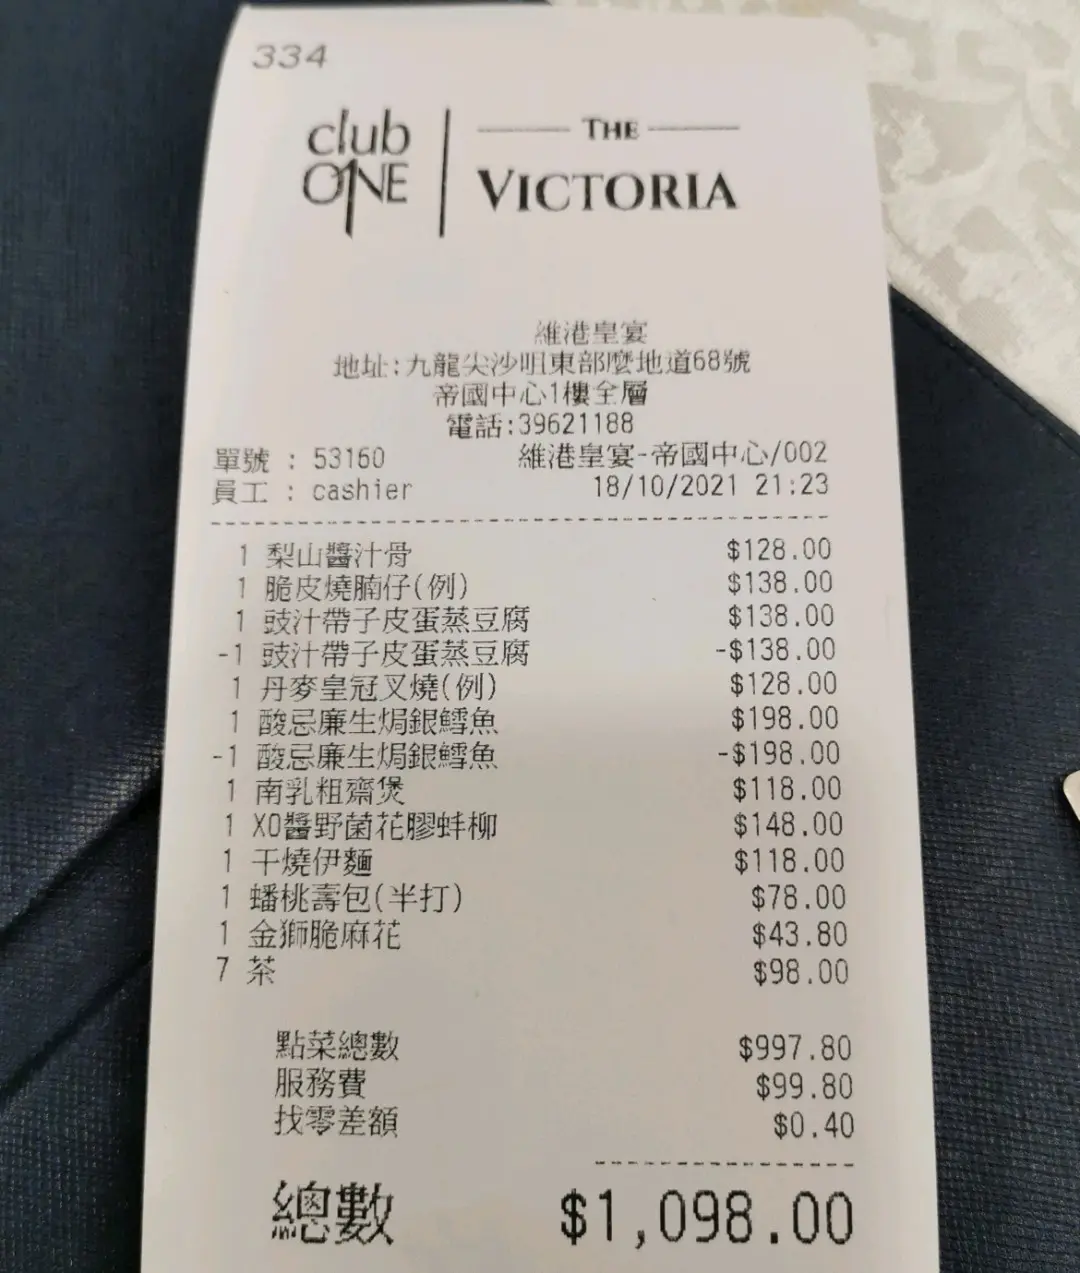 334
club ONE
THE VICTORIA
維港皇宴
地址:九龍尖沙咀東部麼地道68號
帝國中心1樓全層
電話:39621188
單號 : 53160 維港皇宴-帝國中心/002
員工 : cashier 18/10/2021 21:23
1 梨山醬汁骨 $128.00
1 脆皮燒腩仔(例) $138.00
1 豉汁帶子皮蛋蒸豆腐 $138.00
-1 豉汁帶子皮蛋蒸豆腐 -$138.00
1 丹麥皇冠叉燒(例) $128.00
1 酸忌廉生焗銀鱈魚 $198.00
-1 酸忌廉生焗銀鱈魚 -$198.00
1 南乳粗齋煲 $118.00
1 XO醬野菌花膠蚌柳 $148.00
1 干燒伊麵 $118.00
1 蟠桃壽包(半打) $78.00
1 金獅脆麻花 $43.80
7 茶 $98.00
點菜總數 $997.80
服務費 $99.80
找零差額 $0.40
總數 $1,098.00